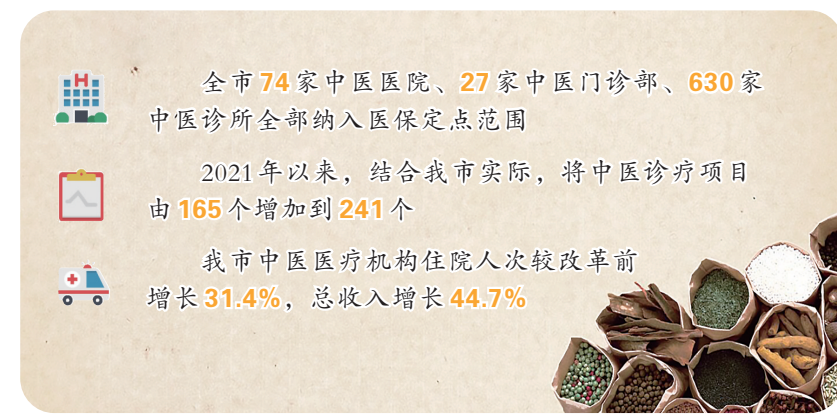 全市74家中医医院、27家中医门诊部、630家
中医诊所全部纳入医保定点范围
2021年以来，结合我市实际，将中医诊疗项目
由165个增加到241个
我市中医医疗机构住院人次较改革前
增长31.4%，总收入增长44.7%